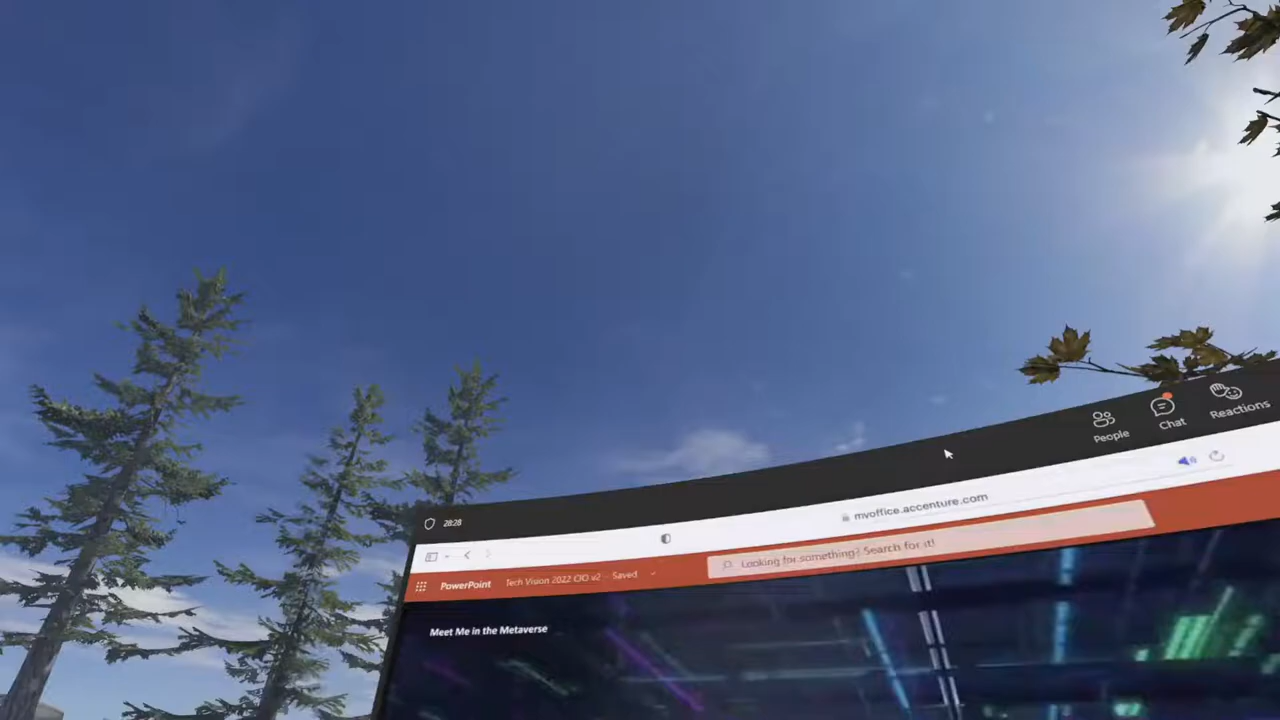 People
Chat
Reactions
28:28
myoffice.accenture.com
PowerPoint
Tech Vision 2022 CIO v2 - Saved
Looking for something? Search for it!
Meet Me in the Metaverse